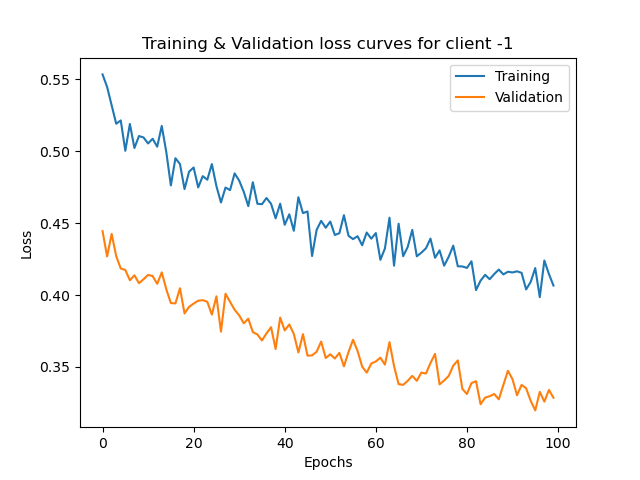 Training & Validation loss curves for client -1
Training
Validation
0.55
0.50
0.45
0.40
0.35
Loss
0
20
40
60
80
100
Epochs